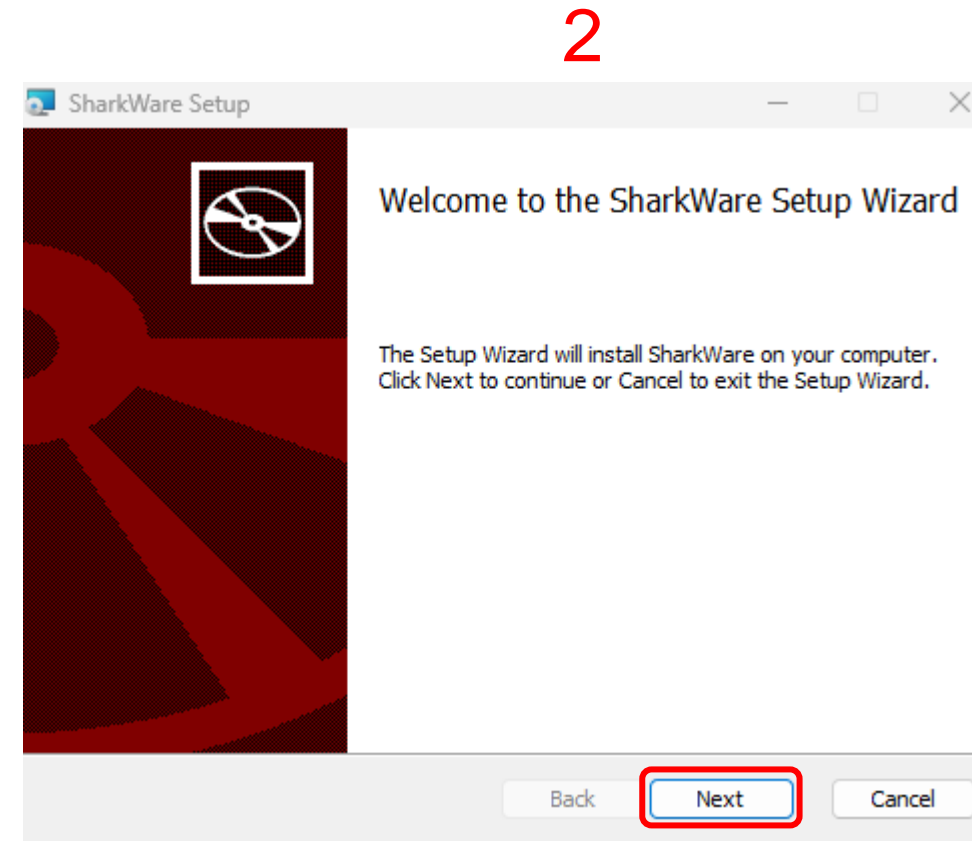 2
SharkWare Setup
Welcome to the SharkWare Setup Wizard
The Setup Wizard will install SharkWare on your computer.
Click Next to continue or Cancel to exit the Setup Wizard.
Back Next Cancel